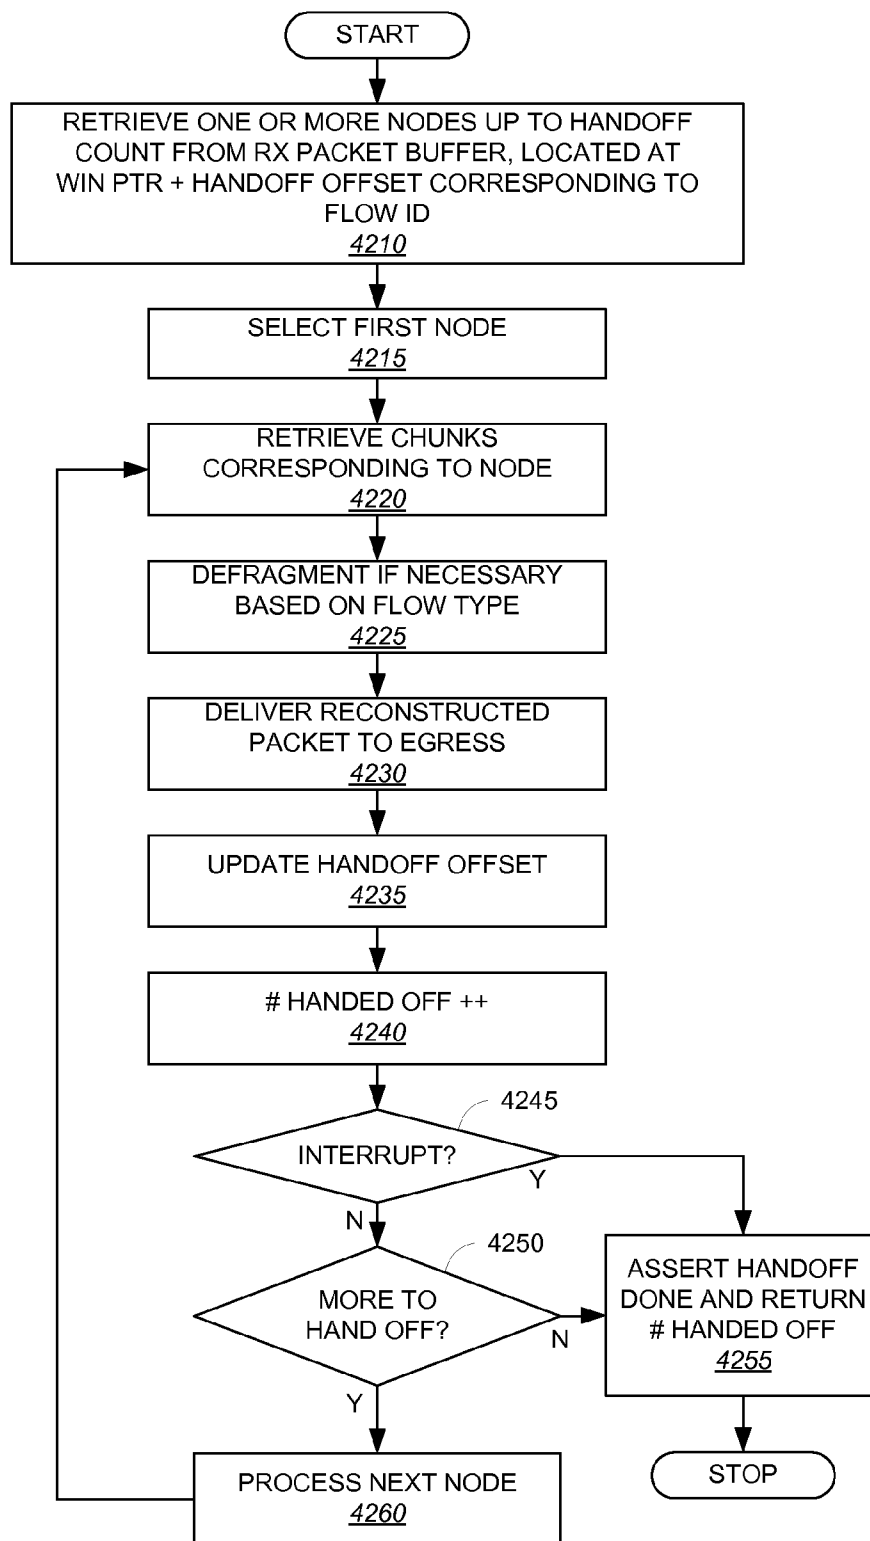 START
RETRIEVE ONE OR MORE NODES UP TO HANDOFF
COUNT FROM RX PACKET BUFFER, LOCATED AT
WIN PTR + HANDOFF OFFSET CORRESPONDING TO
FLOW ID
4210
SELECT FIRST NODE
4215
RETRIEVE CHUNKS
CORRESPONDING TO NODE
4220
DEFRAGMENT IF NECESSARY
BASED ON FLOW TYPE
4225
DELIVER RECONSTRUCTED
PACKET TO EGRESS
4230
UPDATE HANDOFF OFFSET
4235
# HANDED OFF ++
4240
4245
INTERRUPT?
Y
N
4250
MORE TO
HAND OFF?
N
Y
ASSERT HANDOFF
DONE AND RETURN
# HANDED OFF
4255
PROCESS NEXT NODE
4260
STOP